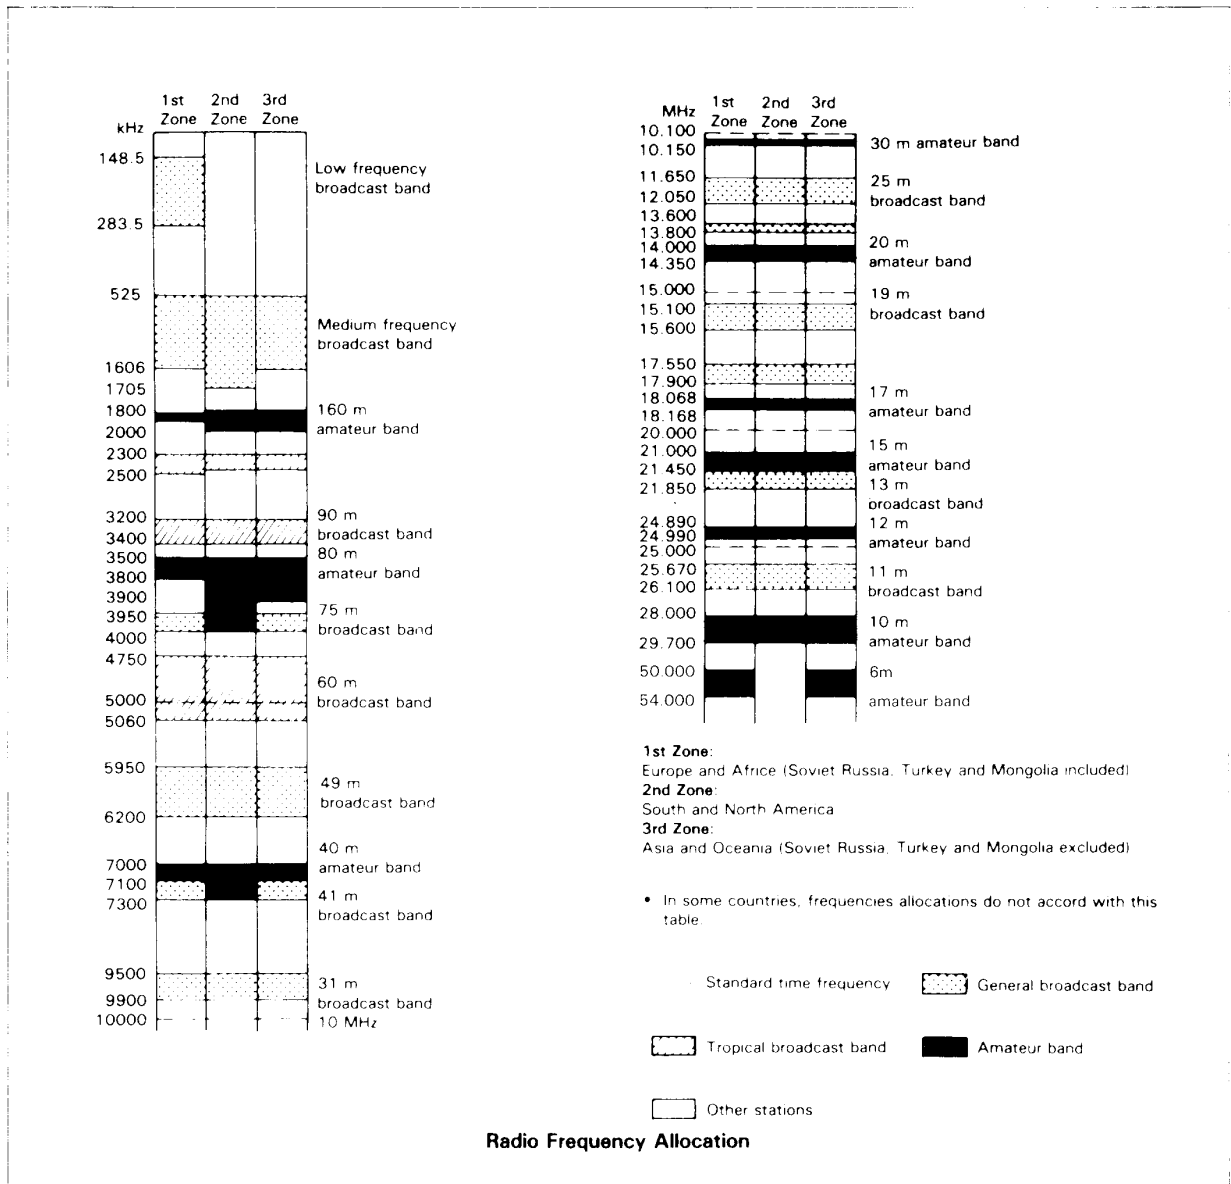 1st 2nd 3rd
Zone Zone Zone
kHz
148.5
Low frequency
broadcast band
283.5
525
Medium frequency
broadcast band
1606
1705
1800
160 m
2000
amateur band
2300
2500
3200
90 m
broadcast band
3400
3500
80 m
amateur band
3800
3900
3950
75 m
broadcast band
4000
4750
60 m
5000
broadcast band
5060
5950
49 m
broadcast band
6200
40 m
7000
amateur band
7100
41 m
7300
broadcast band
9500
31 m
9900
broadcast band
10000
10 MHz
1st 2nd 3rd
MHz
Zone Zone Zone
10.100
10.150
30 m amateur band
11.650
25 m
12.050
broadcast band
13.600
13.800
14.000
20 m
14.350
amateur band
15.000
19 m
15.100
broadcast band
15.600
17.550
17.900
18.068
17 m
18.168
amateur band
20.000
21.000
15 m
21.450
amateur band
21.850
13 m
broadcast band
24.890
12 m
24.990
amateur band
25.000
25.670
11 m
26.100
broadcast band
28.000
10 m
29.700
amateur band
50.000
6m
54.000
amateur band
1st Zone:
Europe and Africe (Soviet Russia, Turkey and Mongolia included)
2nd Zone:
South and North America
3rd Zone:
Asia and Oceania (Soviet Russia, Turkey and Mongolia excluded)
• In some countries, frequencies allocations do not accord with this
table.
Standard time frequency
General broadcast band
Tropical broadcast band
Amateur band
Other stations
Radio Frequency Allocation